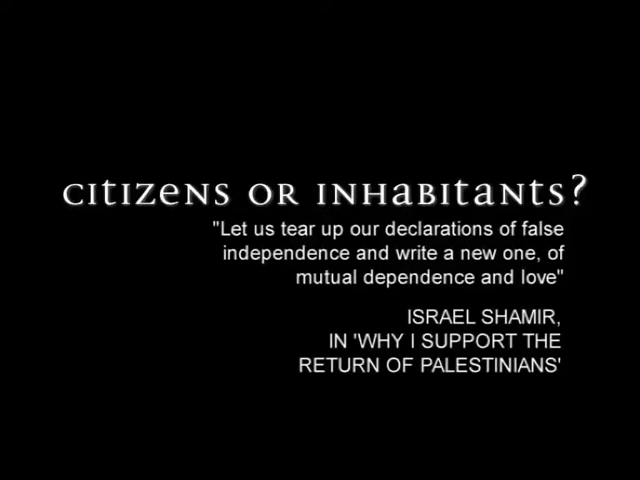 citizens or inhabitants?
"Let us tear up our declarations of false
independence and write a new one, of
mutual dependence and love"
ISRAEL SHAMIR,
IN 'WHY I SUPPORT THE
RETURN OF PALESTINIANS'